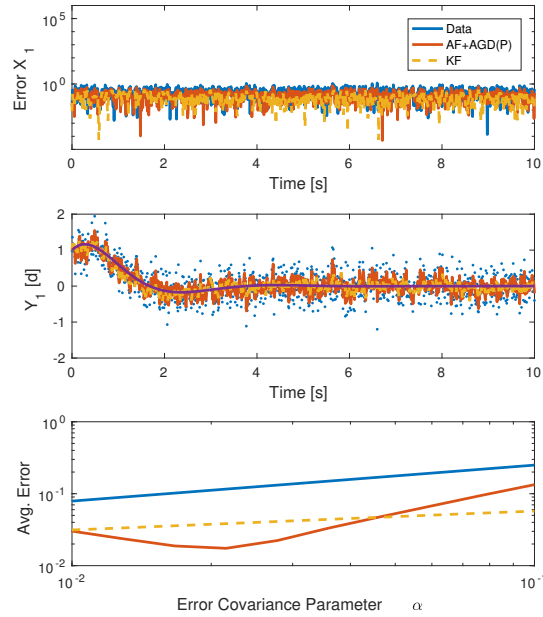 Error X 1
10^5
10^0
Data
AF+AGD(P)
KF
0 2 4 6 8 10
Time [s]
Y1 [d]
2
1
0
-1
-2
0 2 4 6 8 10
Time [s]
Avg. Error
10^0
10^-1
10^-2
10^-2
Error Covariance Parameter α